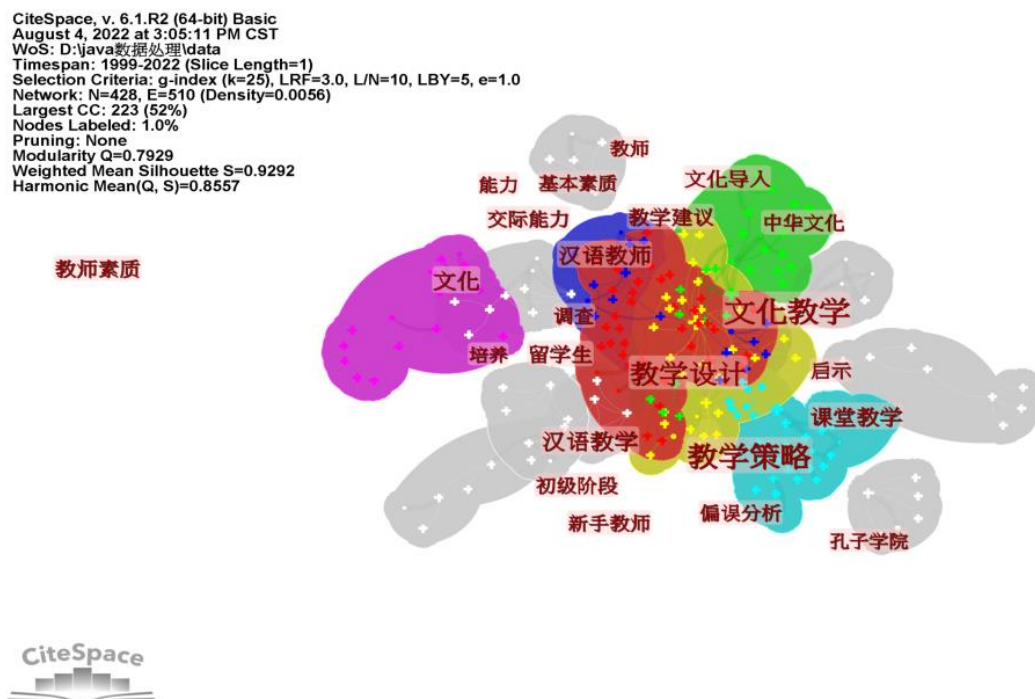 CiteSpace, v. 6.1.R2 (64-bit) Basic
August 4, 2022 at 3:05:11 PM CST
WoS: D:\java数据处理\data
Timespan: 1999-2022 (Slice Length=1)
Selection Criteria: g-index (k=25), LRF=3.0, L/N=10, LBY=5, e=1.0
Network: N=428, E=510 (Density=0.0056)
Largest CC: 223 (52%)
Nodes Labeled: 1.0%
Pruning: None
Modularity Q=0.7929
Weighted Mean Silhouette S=0.9292
Harmonic Mean(Q, S)=0.8557
教师
能力
基本素质
文化导入
交际能力
教学建议
中华文化
汉语教师
教师素质
文化
文化教学
调查
培养
留学生
教学设计
启示
课堂教学
汉语教学
教学策略
初级阶段
新手教师
偏误分析
孔子学院
CiteSpace